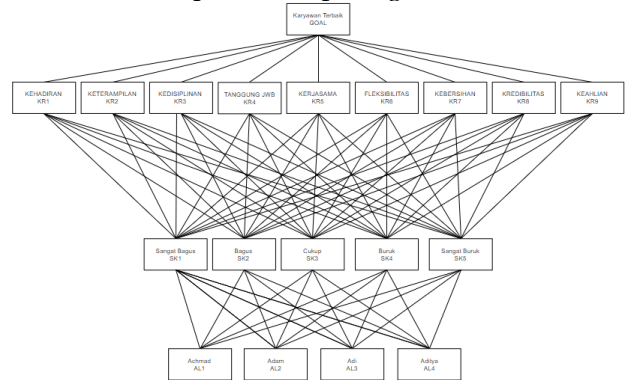 Karyawan Terbaik
GOAL
KEHADIRAN
KR1
KETERAMPILAN
KR2
KEDISIPLINAN
KR3
TANGGUNG JWB
KR4
KERJASAMA
KR5
FLEKSIBILITAS
KR6
KEBERSIHAN
KR7
KREDIBILITAS
KR8
KEAHLIAN
KR9
Sangat Bagus
SK1
Bagus
SK2
Cukup
SK3
Buruk
SK4
Sangat Buruk
SK5
Achmad
AL1
Adam
AL2
Adi
AL3
Aditya
AL4